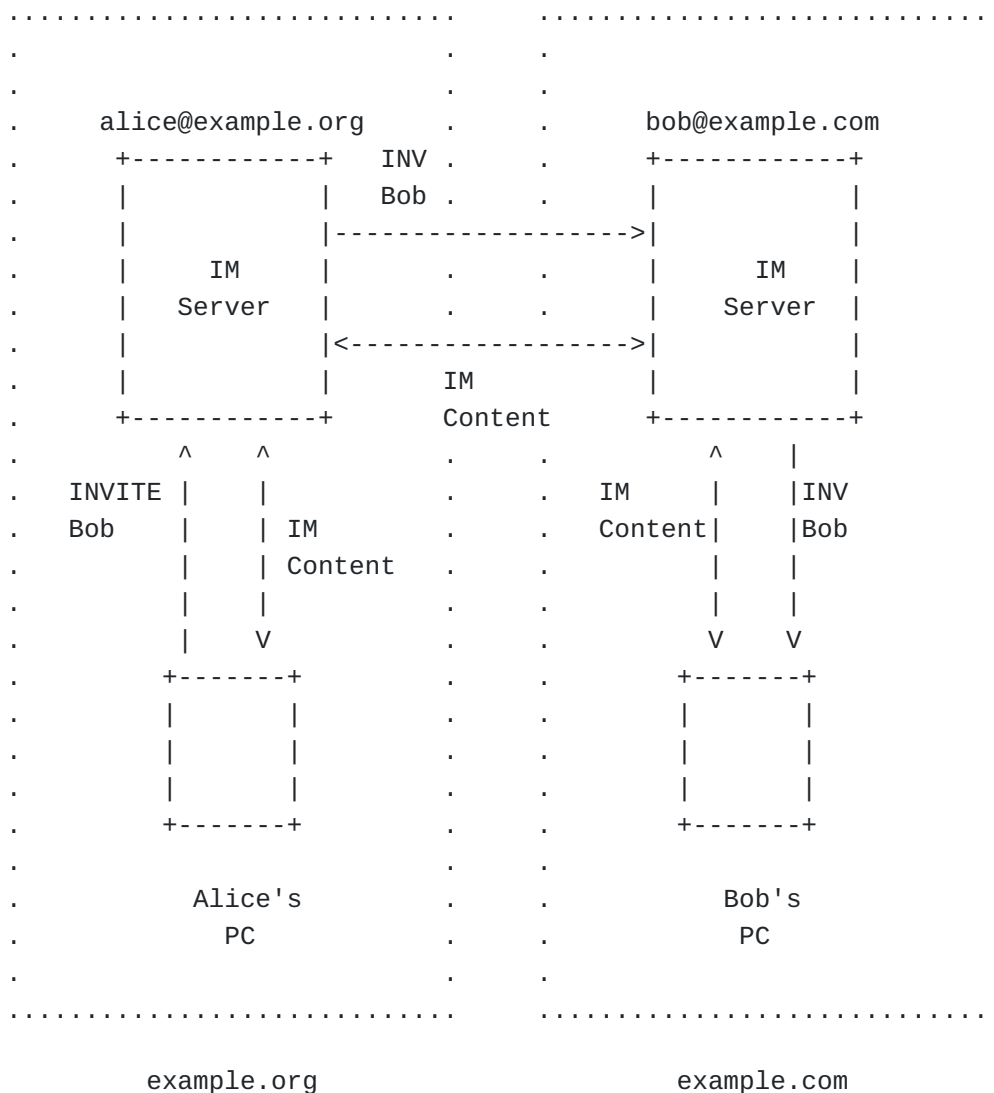 alice@example.org bob@example.com
INV
Bob
IM IM
Server Server
IM
Content
INVITE IM INV
Bob IM Content Bob
Content
Alice's Bob's
PC PC
example.org example.com